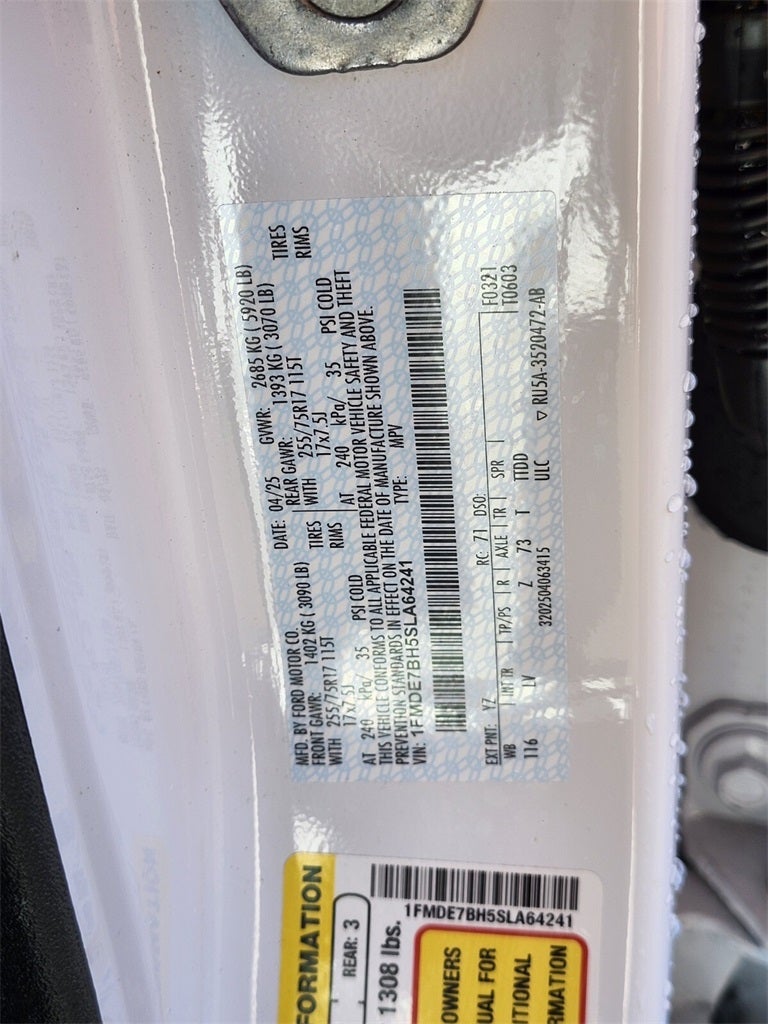 MFD. BY FORD MOTOR CO.
DATE: 04/25 GVWR: 2685 KG ( 5920 LB)
FRONT GAWR: 1402 KG ( 3090 LB)
REAR GAWR: 1393 KG ( 3070 LB)
WITH 255/75R17 115T TIRES
WITH 255/75R17 115T TIRES
17x7.5J RIMS
17x7.5J RIMS
AT 240 kPa/ 35 PSI COLD
AT 240 kPa/ 35 PSI COLD
THIS VEHICLE CONFORMS TO ALL APPLICABLE FEDERAL MOTOR VEHICLE SAFETY AND THEFT
PREVENTION STANDARDS IN EFFECT ON THE DATE OF MANUFACTURE SHOWN ABOVE.
VIN: 1FMDE7BH5SLA64241 TYPE: MPV
EXT PNT: YZ RC: 71 DSO: F0321
WB INT TR TP/PS R AXLE TR SPR T0603
116 LV Z 73 T TTDD
3202504063415 ULC ▽ RU5A-3520472-AB
FORMATION
REAR: 3
1308 lbs.
1FMDE7BH5SLA64241
OWNERS
UAL FOR
ITIONAL
RMATION